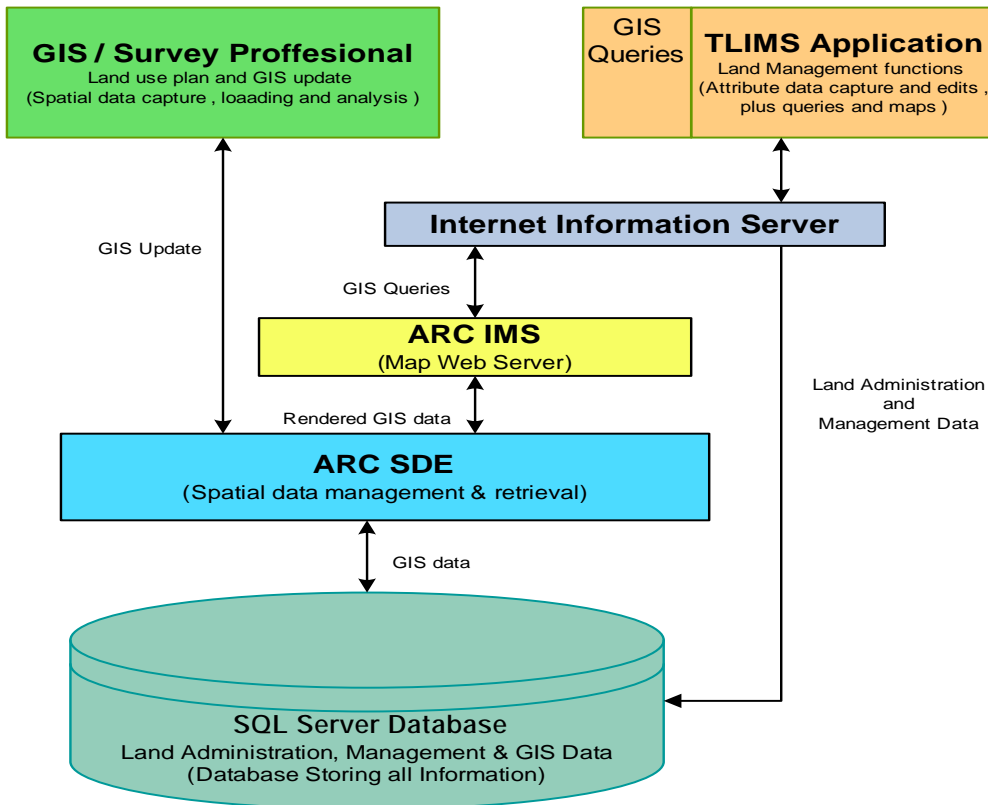 GIS / Survey Proffesional
Land use plan and GIS update
(Spatial data capture , loaading and analysis )
GIS
Queries
TLIMS Application
Land Management functions
(Attribute data capture and edits ,
plus queries and maps )
Internet Information Server
GIS Update
GIS Queries
ARC IMS
(Map Web Server)
Land Administration
and
Management Data
Rendered GIS data
ARC SDE
(Spatial data management & retrieval)
GIS data
SQL Server Database
Land Administration, Management & GIS Data
(Database Storing all Information)